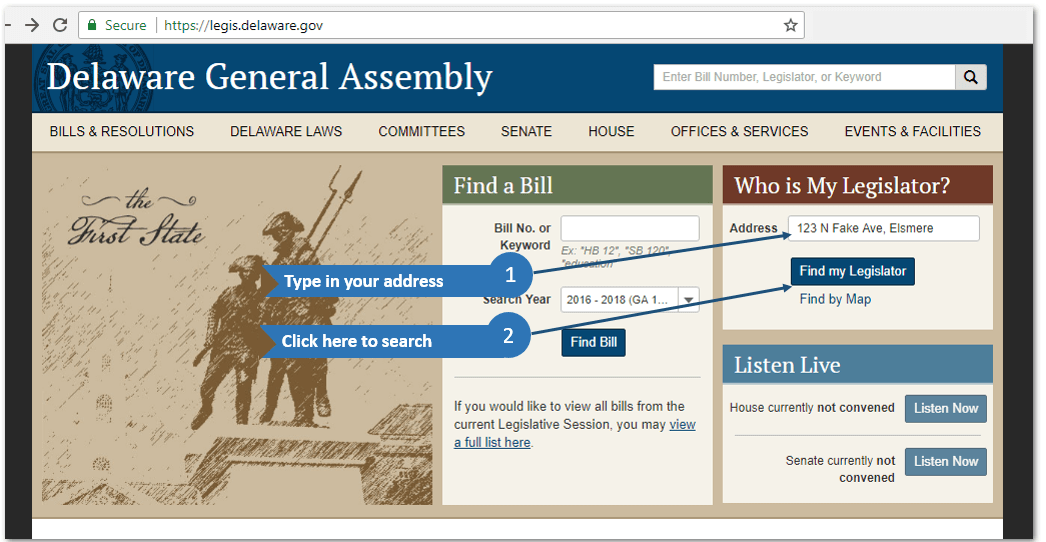 Secure | https://legis.delaware.gov
Delaware General Assembly
Enter Bill Number, Legislator, or Keyword
BILLS & RESOLUTIONS DELAWARE LAWS COMMITTEES SENATE HOUSE OFFICES & SERVICES EVENTS & FACILITIES
the
First State
Find a Bill
Bill No. or
Keyword
Ex: "HB 12", "SB 120",
"education
Search Year
2016 - 2018 (GA 1...
Find Bill
If you would like to view all bills from the
current Legislative Session, you may view
a full list here.
Who is My Legislator?
Address
123 N Fake Ave, Elsmere
Find my Legislator
Find by Map
Listen Live
House currently not convened
Listen Now
Senate currently not
convened
Listen Now
Type in your address 1
Click here to search 2